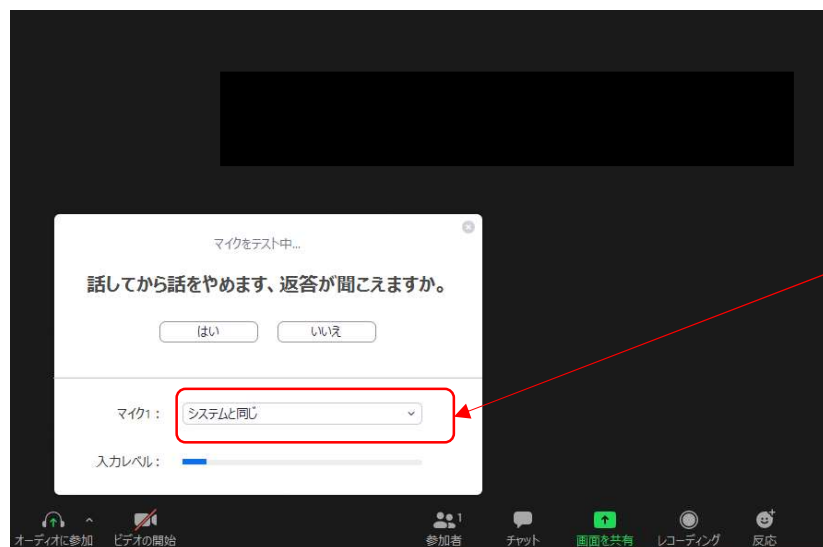 マイクをテスト中...
話してから話をやめます、返答が聞こえますか。
はい いいえ
マイク1： システムと同じ
入力レベル：
1
オーディオに参加 ビデオの開始 参加者 チャット 画面を共有 レコーディング 反応